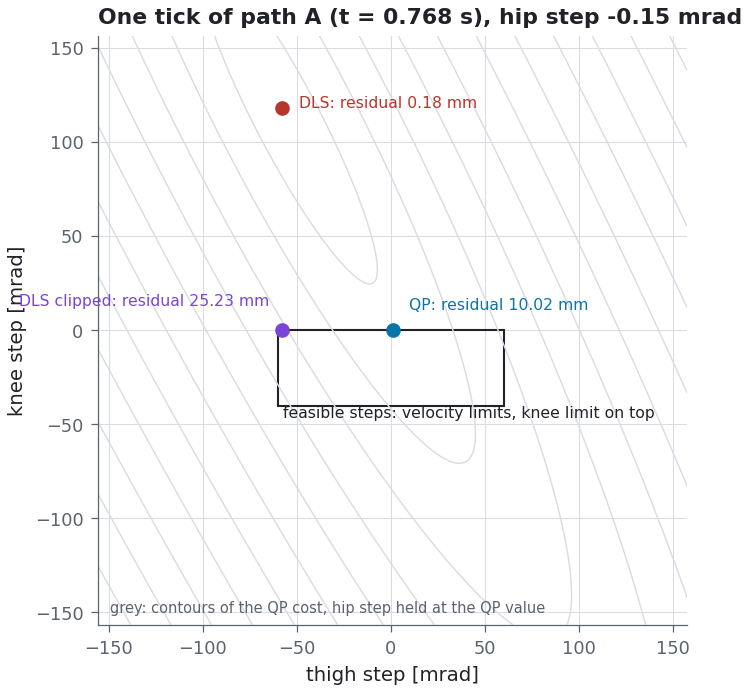 One tick of path A (t = 0.768 s), hip step -0.15 mrad
150
DLS: residual 0.18 mm
100
50
DLS clipped: residual 25.23 mm
QP: residual 10.02 mm
knee step [mrad]
0
feasible steps: velocity limits, knee limit on top
−50
−100
−150
grey: contours of the QP cost, hip step held at the QP value
−150 −100 −50 0 50 100 150
thigh step [mrad]